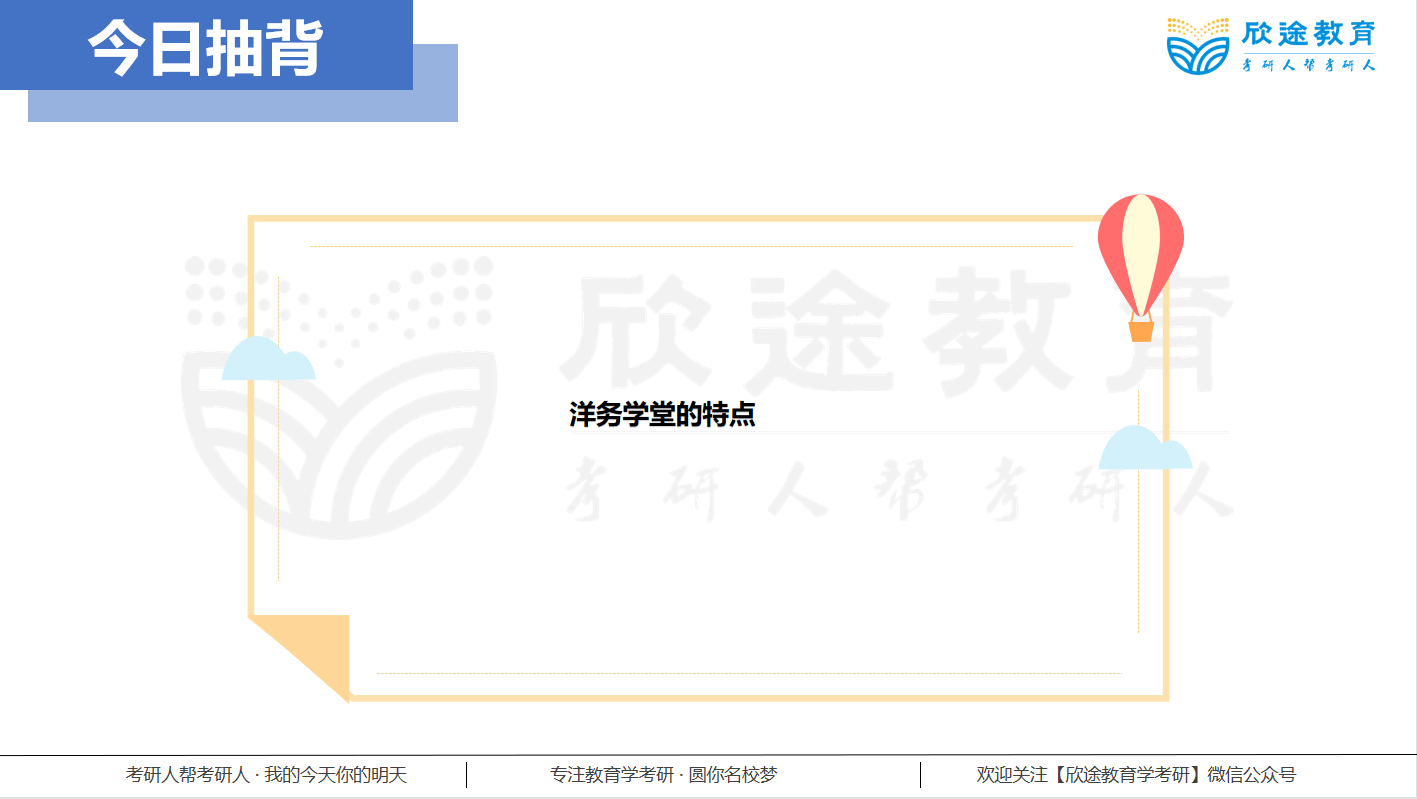 今日抽背
欣途教育
考研人帮考研人
欣途教育
洋务学堂的特点
考研人帮考研人
考研人帮考研人 · 我的今天你的明天
专注教育学考研 · 圆你名校梦
欢迎关注【欣途教育学考研】微信公众号